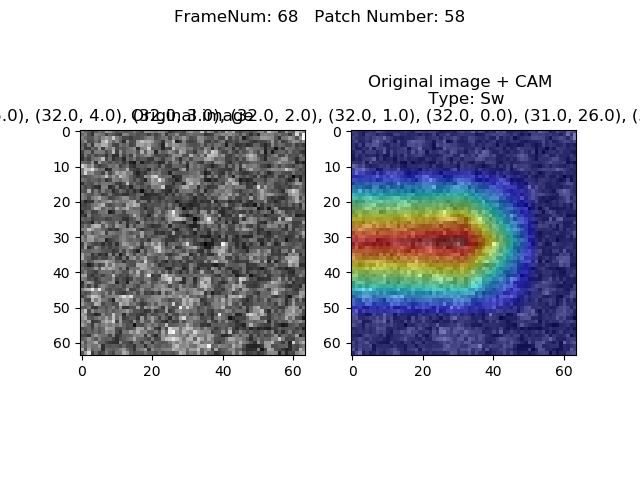 FrameNum: 68   Patch Number: 58
Original image + CAM
Type: Sw
.0), (32.0, 4.0), (32.0, 3.0), (32.0, 2.0), (32.0, 1.0), (32.0, 0.0), (31.0, 26.0), (
Original image
0
10
20
30
40
50
60
0 20 40 60
0
10
20
30
40
50
60
0 20 40 60